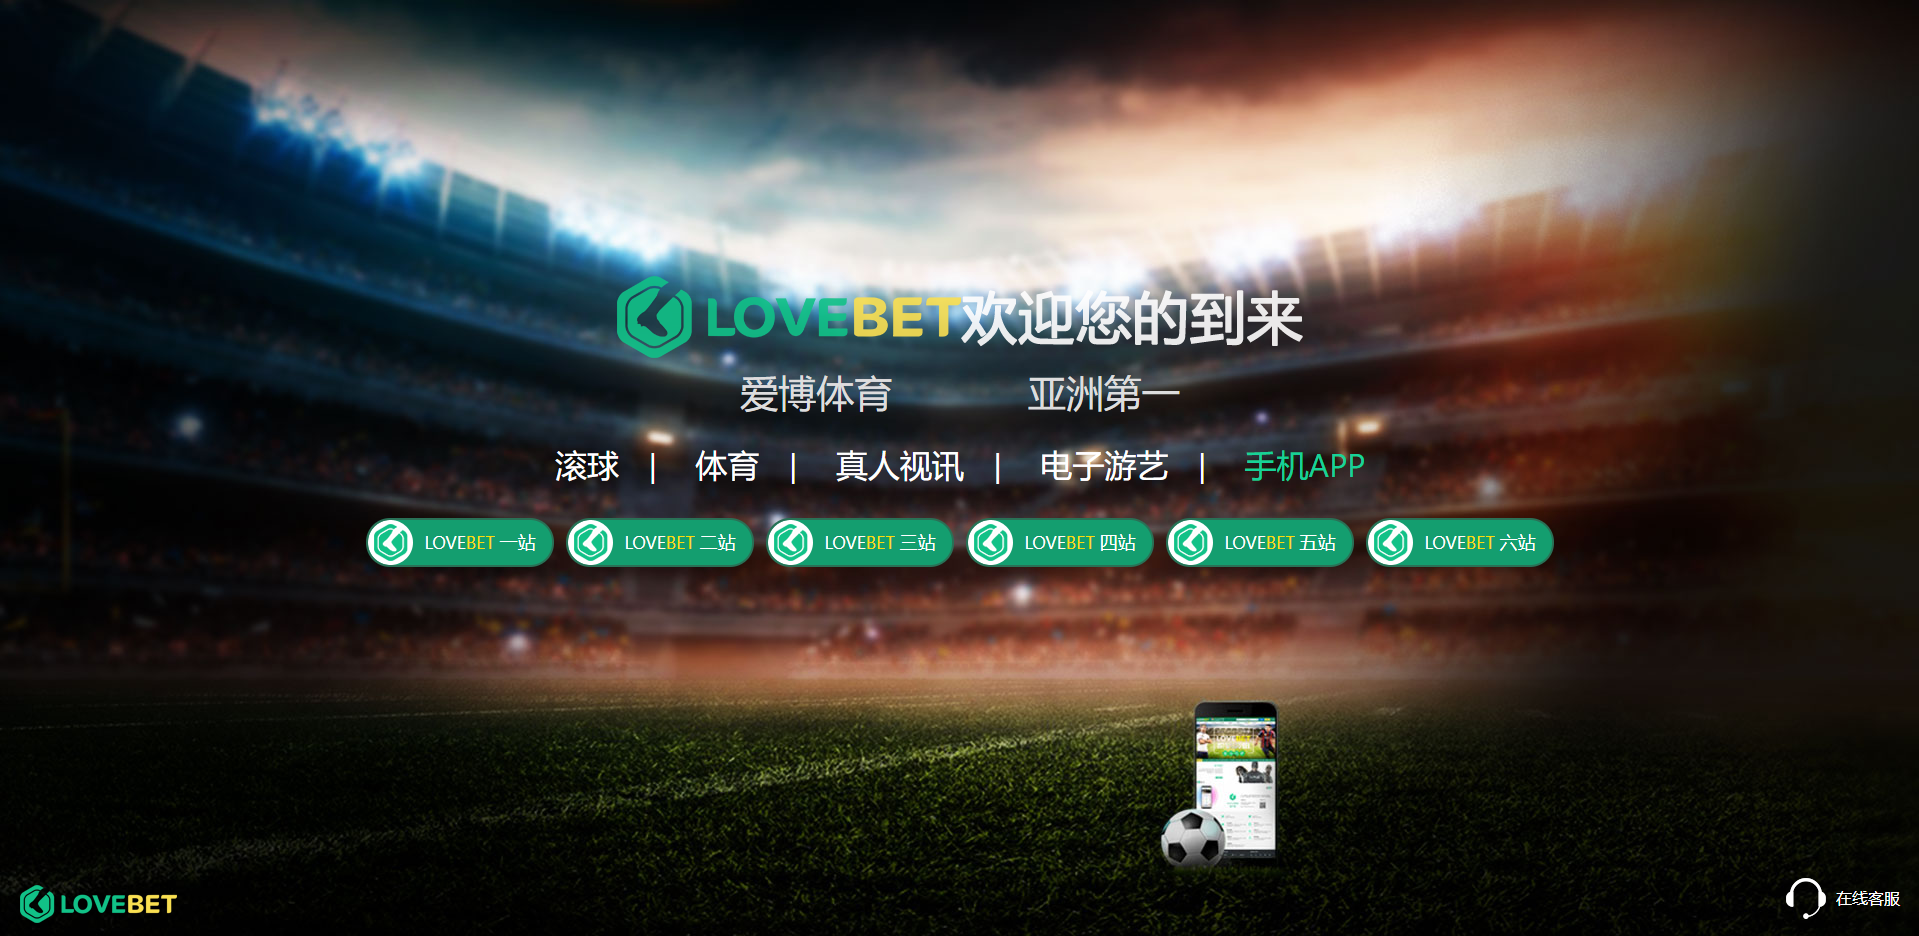 LOVEBET欢迎您的到来
爱博体育 亚洲第一
滚球 | 体育 | 真人视讯 | 电子游艺 | 手机APP
LOVEBET 一站 LOVEBET 二站 LOVEBET 三站 LOVEBET 四站 LOVEBET 五站 LOVEBET 六站
LOVEBET
LOVEBET 在线客服